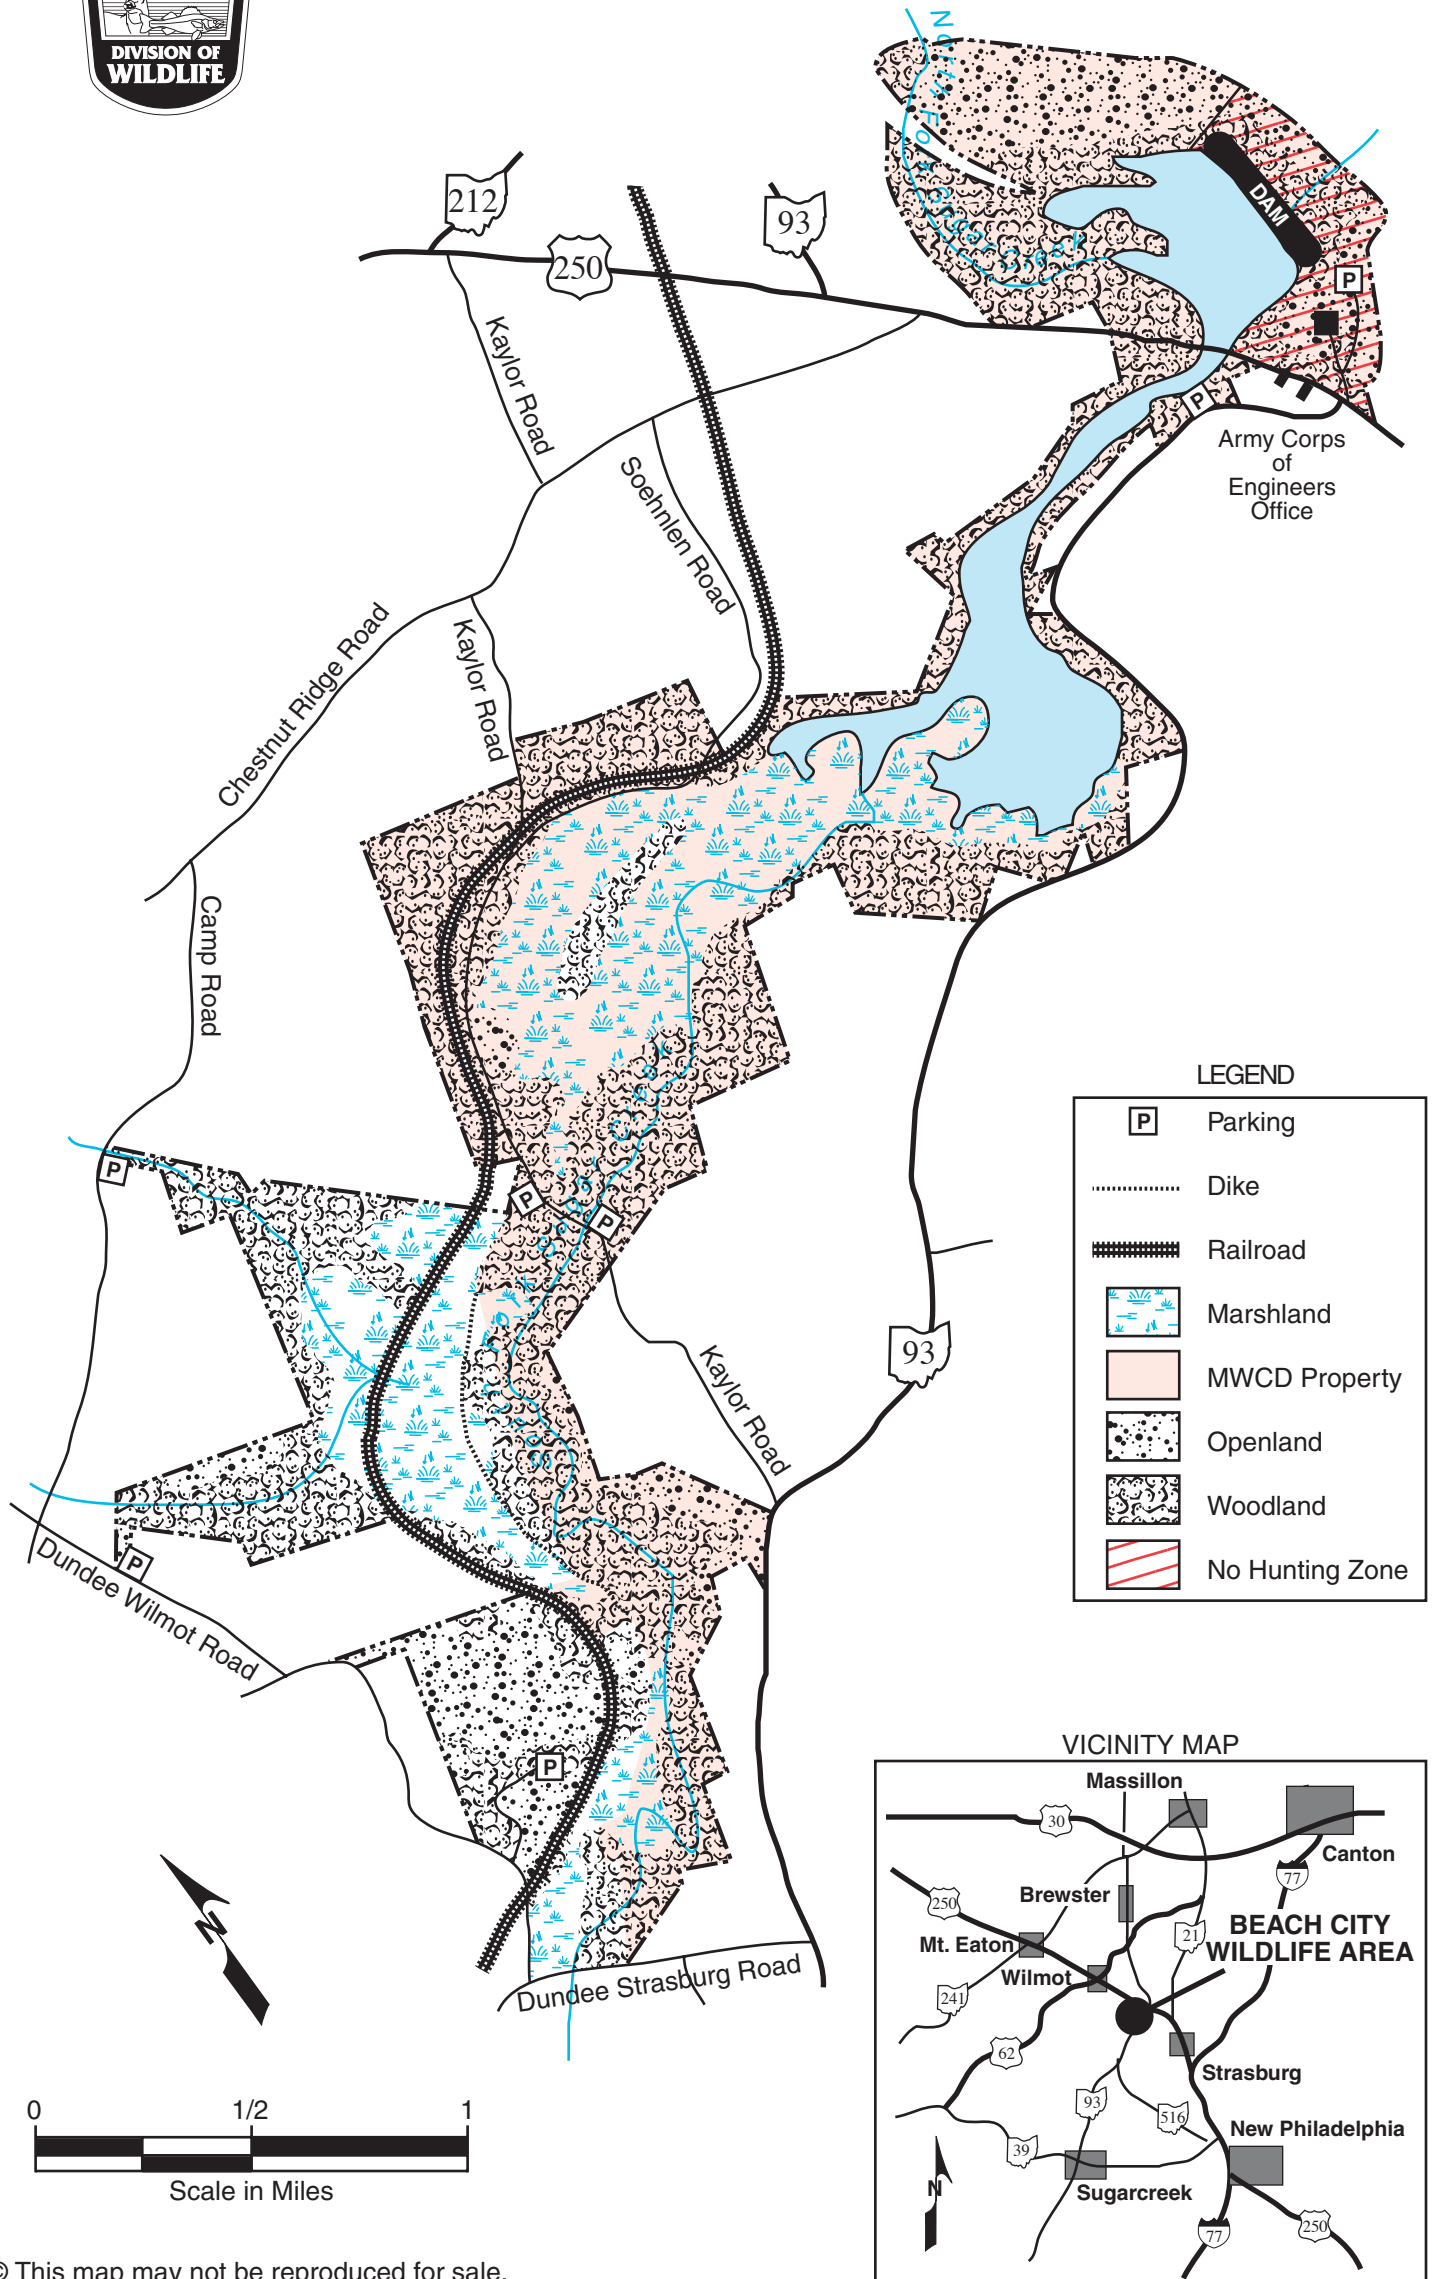 DIVISION OF
WILDLIFE
North Fork Sugar Creek
212
250
93
DAM
P
P
Army Corps
of
Engineers
Office
Kaylor Road
Soehnlen Road
Chestnut Ridge Road
Kaylor Road
Camp Road
South Fork Sugar Creek
P
P
P
P
P
93
Kaylor Road
Dundee Wilmot Road
Dundee Strasburg Road
LEGEND
P Parking
Dike
Railroad
Marshland
MWCD Property
Openland
Woodland
No Hunting Zone
N
0 1/2 1
Scale in Miles
VICINITY MAP
Massillon
30
Canton
77
Brewster
250
21
BEACH CITY
WILDLIFE AREA
Mt. Eaton
Wilmot
241
62
Strasburg
93
516
New Philadelphia
39
Sugarcreek
N
77
250
© This map may not be reproduced for sale.